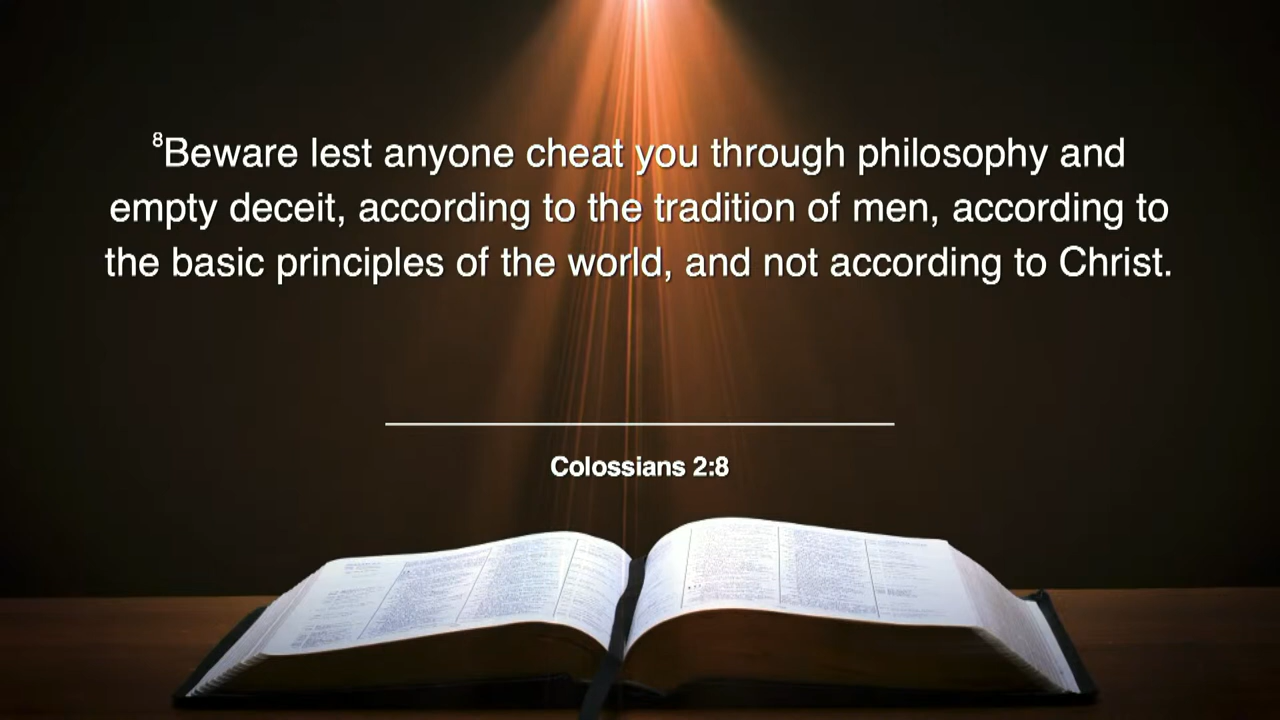 ⁸Beware lest anyone cheat you through philosophy and
empty deceit, according to the tradition of men, according to
the basic principles of the world, and not according to Christ.
Colossians 2:8